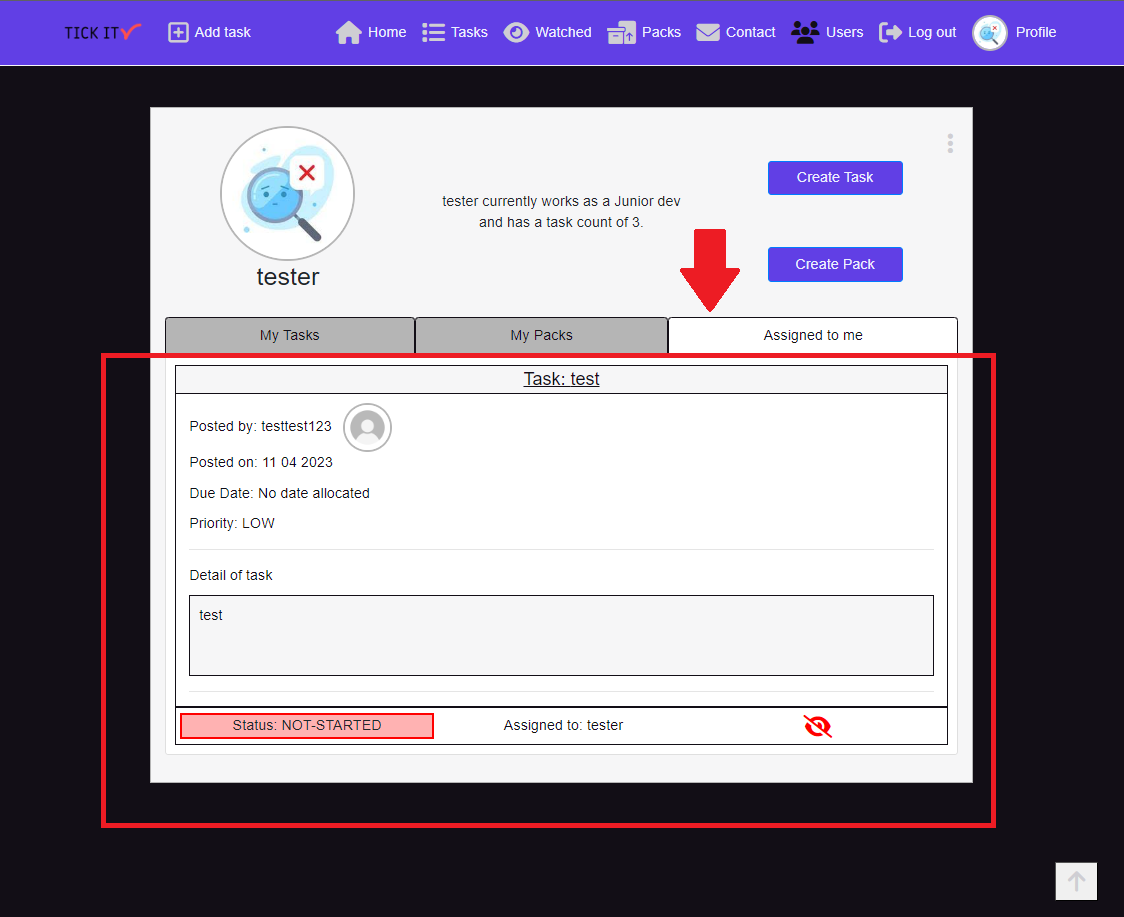 TICK IT
Add task
Home
Tasks
Watched
Packs
Contact
Users
Log out
Profile
tester
tester currently works as a Junior dev
and has a task count of 3.
Create Task
Create Pack
My Tasks
My Packs
Assigned to me
Task: test
Posted by: testtest123
Posted on: 11 04 2023
Due Date: No date allocated
Priority: LOW
Detail of task
test
Status: NOT-STARTED
Assigned to: tester